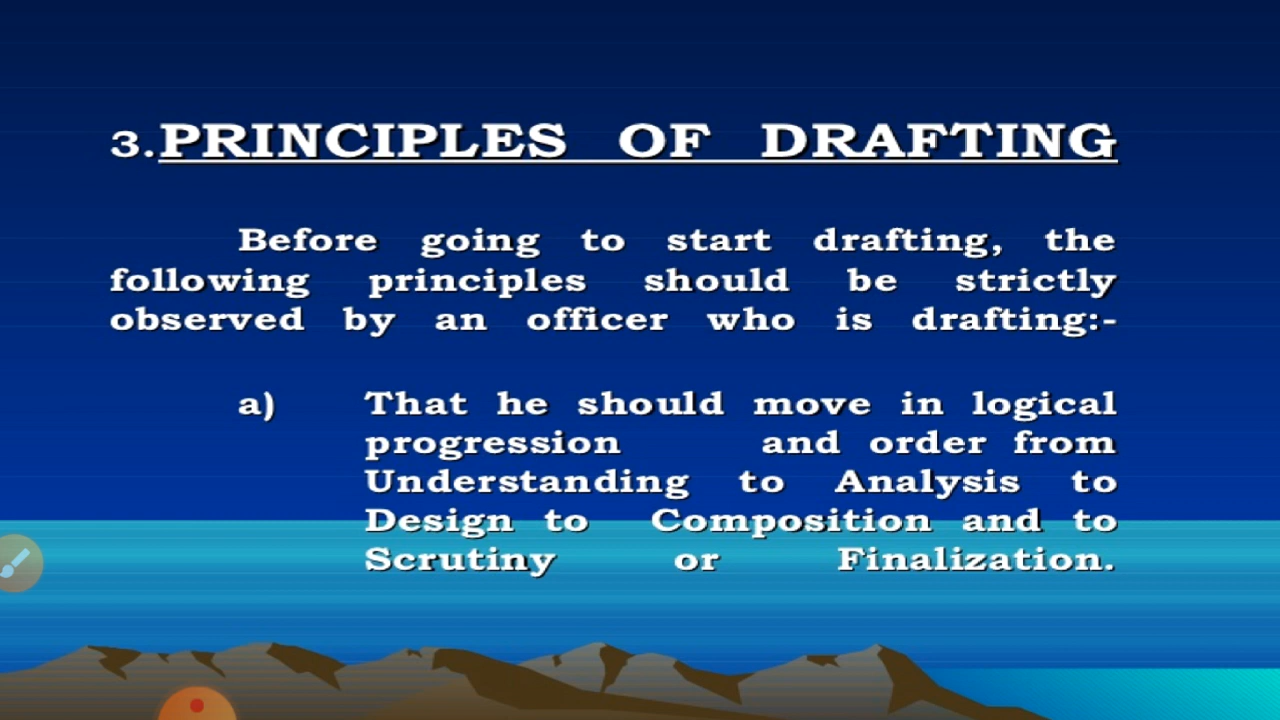 3.PRINCIPLES OF DRAFTING
Before going to start drafting, the
following principles should be strictly
observed by an officer who is drafting:-
a) That he should move in logical
progression and order from
Understanding to Analysis to
Design to Composition and to
Scrutiny or Finalization.